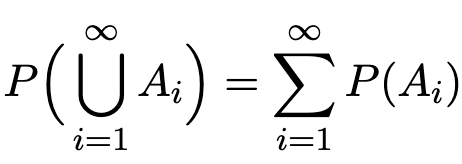 P(⋃_{i=1}^{∞} A_i) = ∑_{i=1}^{∞} P(A_i)